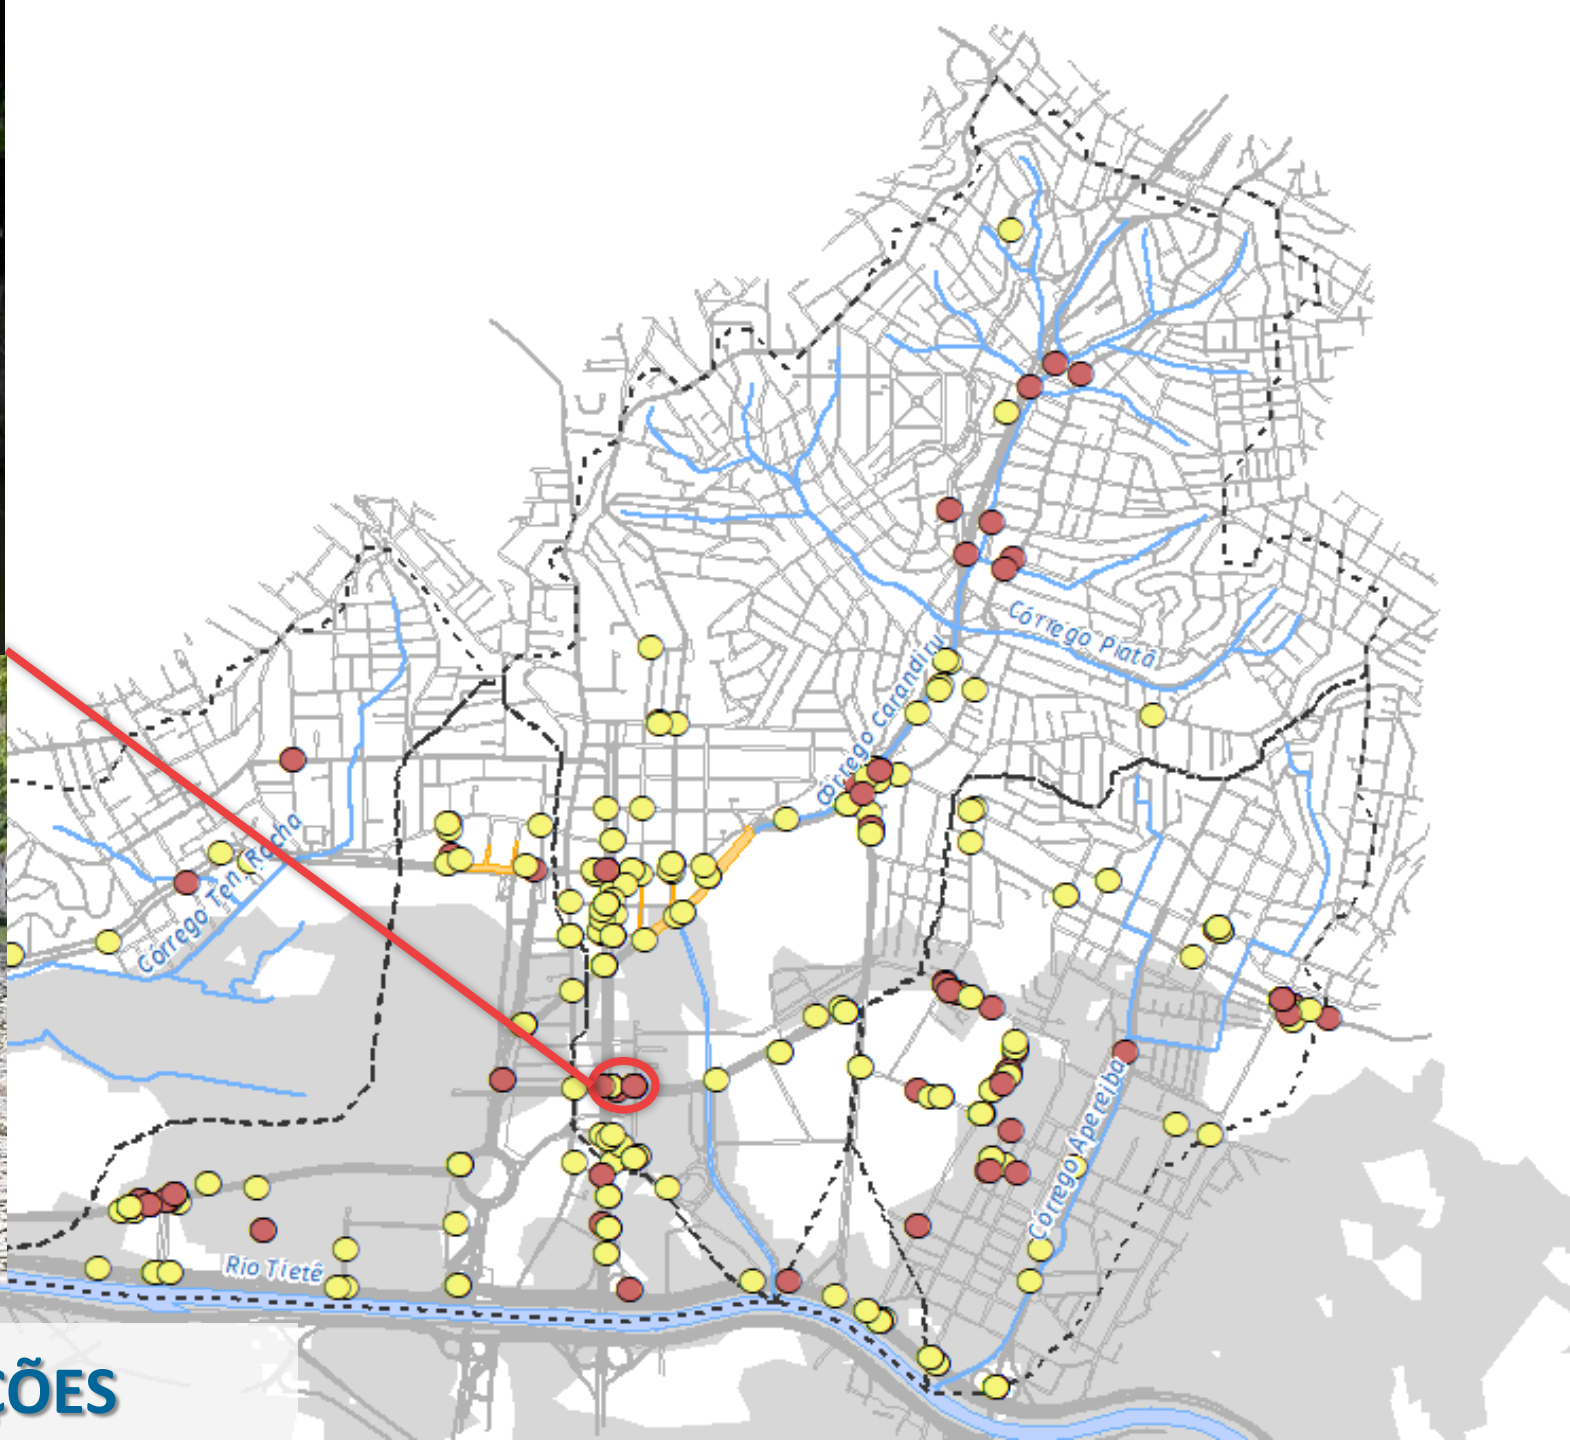 Córrego Piatã
Córrego Carandiru
Córrego Ten. Rocha
Córrego Apereiba
Rio Tietê
ÇÕES